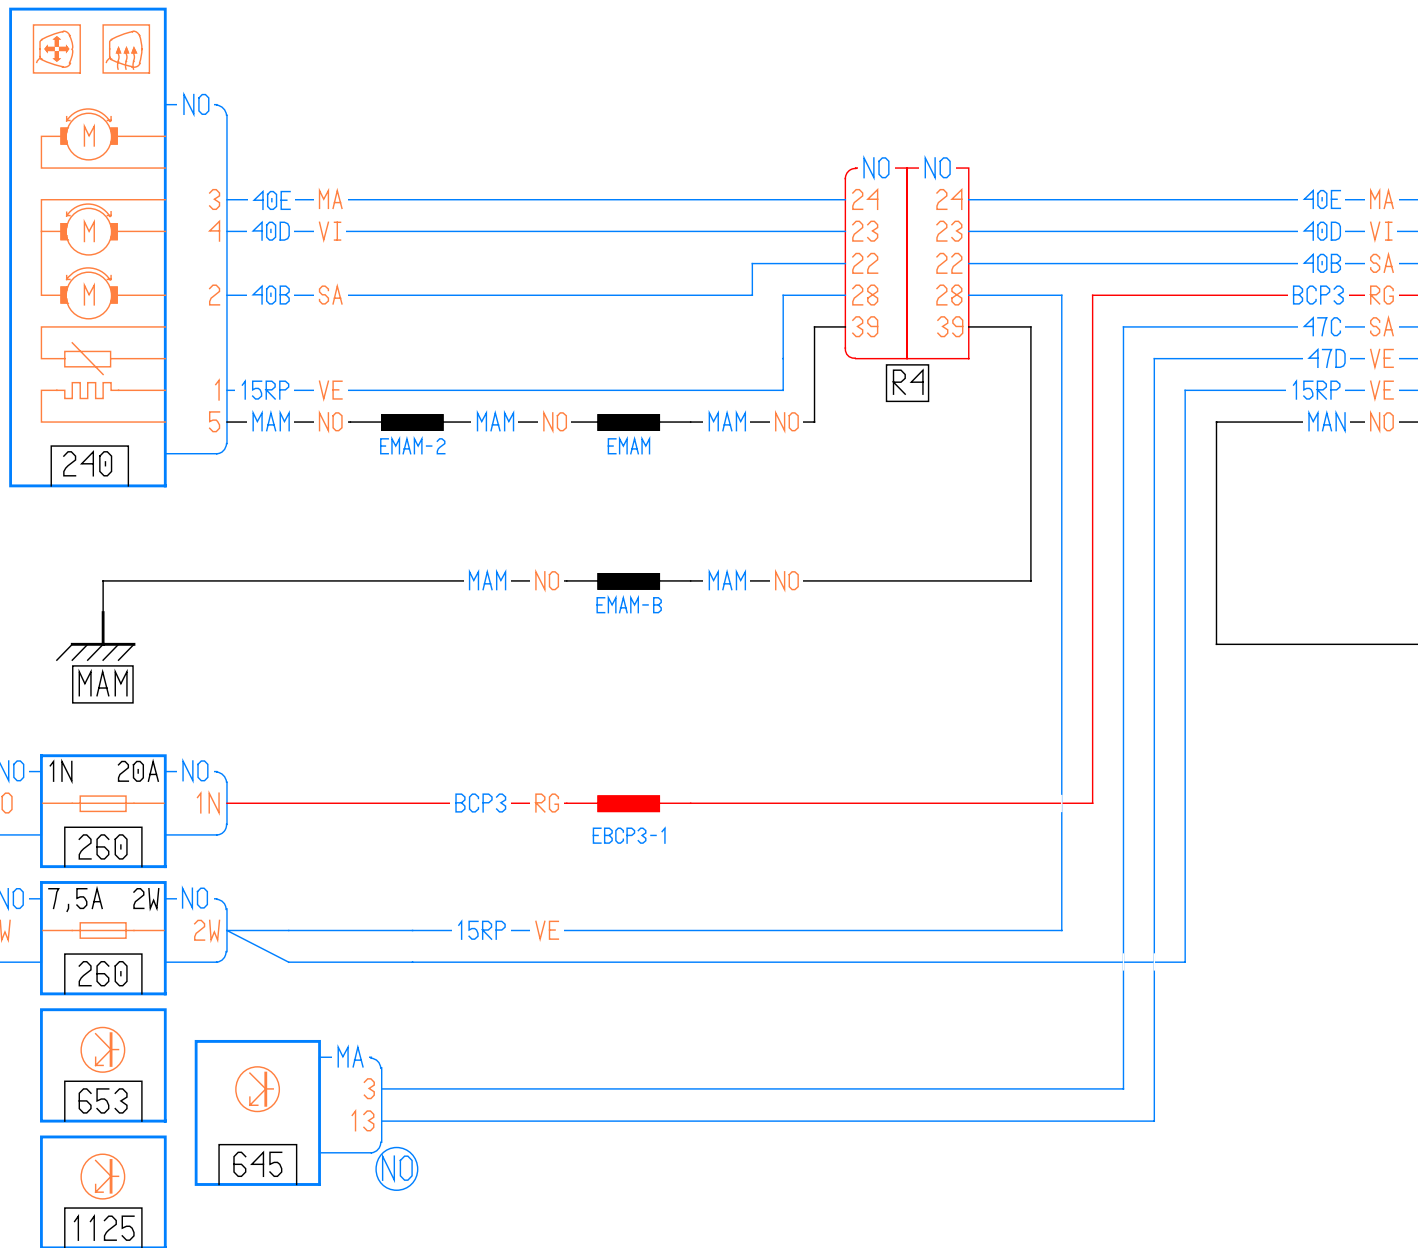 M
M
M
NO
3 40E MA
4 40D VI
2 40B SA
1 15RP VE
5 MAM NO MAM NO MAM NO
EMAM-2 EMAM
240
NO NO
24 24
23 23
22 22
28 28
39 39
R4
40E MA
40D VI
40B SA
BCP3 RG
47C SA
47D VE
15RP VE
MAN NO
MAM NO MAM NO
EMAM-B
MAM
NO 1N 20A NO
O 1N BCP3 RG
EBCP3-1
260
NO 7,5A 2W NO
W 2W 15RP VE
260
653
MA
3
13
645 NO
1125